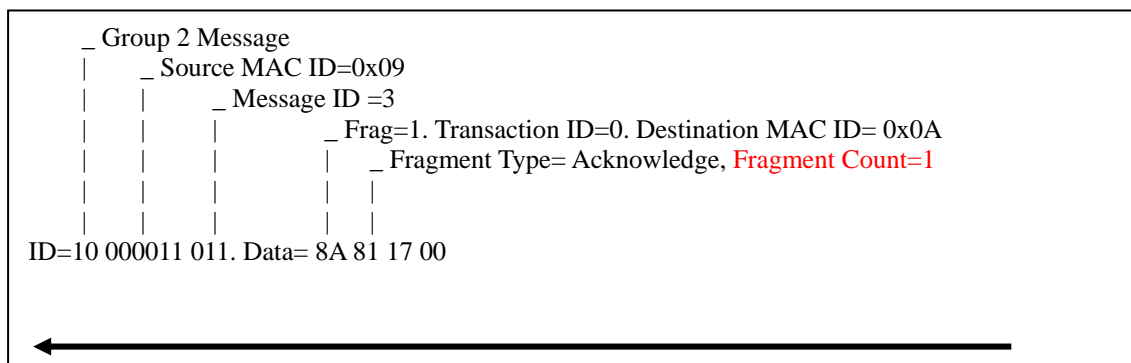 _ Group 2 Message
| _ Source MAC ID=0x09
| | _ Message ID =3
| | | _ Frag=1. Transaction ID=0. Destination MAC ID= 0x0A
| | | | _ Fragment Type= Acknowledge, Fragment Count=1
| | | | |
| | | | |
ID=10 000011 011. Data= 8A 81 17 00